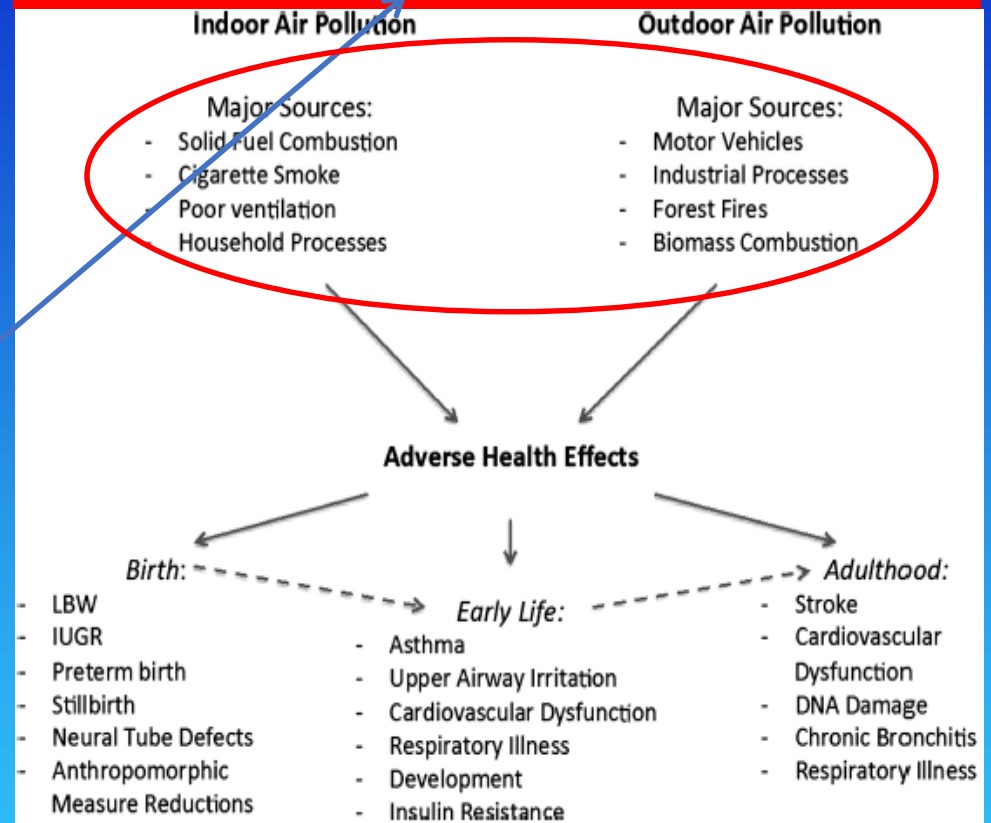 Indoor Air Pollution
Outdoor Air Pollution
Major Sources:
- Solid Fuel Combustion
- Cigarette Smoke
- Poor ventilation
- Household Processes
Major Sources:
- Motor Vehicles
- Industrial Processes
- Forest Fires
- Biomass Combustion
Adverse Health Effects
Birth:
- LBW
- IUGR
- Preterm birth
- Stillbirth
- Neural Tube Defects
- Anthropomorphic
Measure Reductions
Early Life:
- Asthma
- Upper Airway Irritation
- Cardiovascular Dysfunction
- Respiratory Illness
- Development
- Insulin Resistance
Adulthood:
- Stroke
- Cardiovascular
Dysfunction
- DNA Damage
- Chronic Bronchitis
- Respiratory Illness